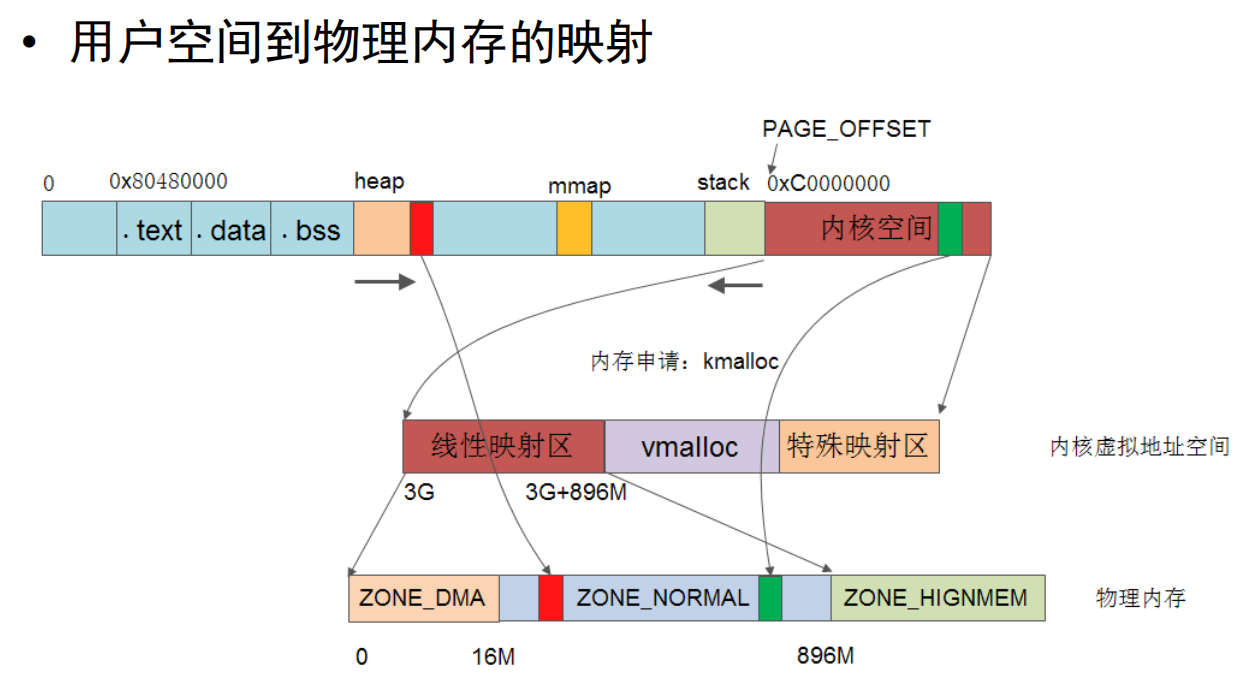 • 用户空间到物理内存的映射
PAGE_OFFSET
0 0x80480000 heap mmap stack 0xC0000000
.text .data .bss 内核空间
内存申请：kmalloc
线性映射区 vmalloc 特殊映射区 内核虚拟地址空间
3G 3G+896M
ZONE_DMA ZONE_NORMAL ZONE_HIGNMEM 物理内存
0 16M 896M